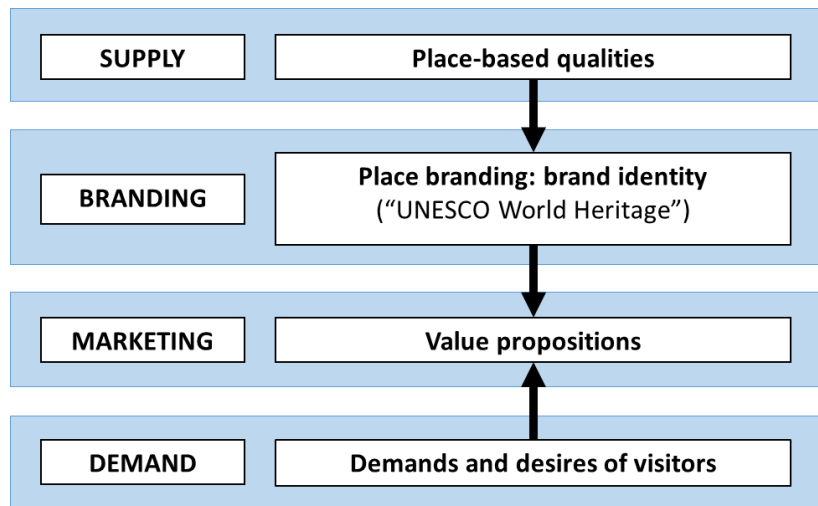 SUPPLY
Place-based qualities
BRANDING
Place branding: brand identity
(“UNESCO World Heritage”)
MARKETING
Value propositions
DEMAND
Demands and desires of visitors